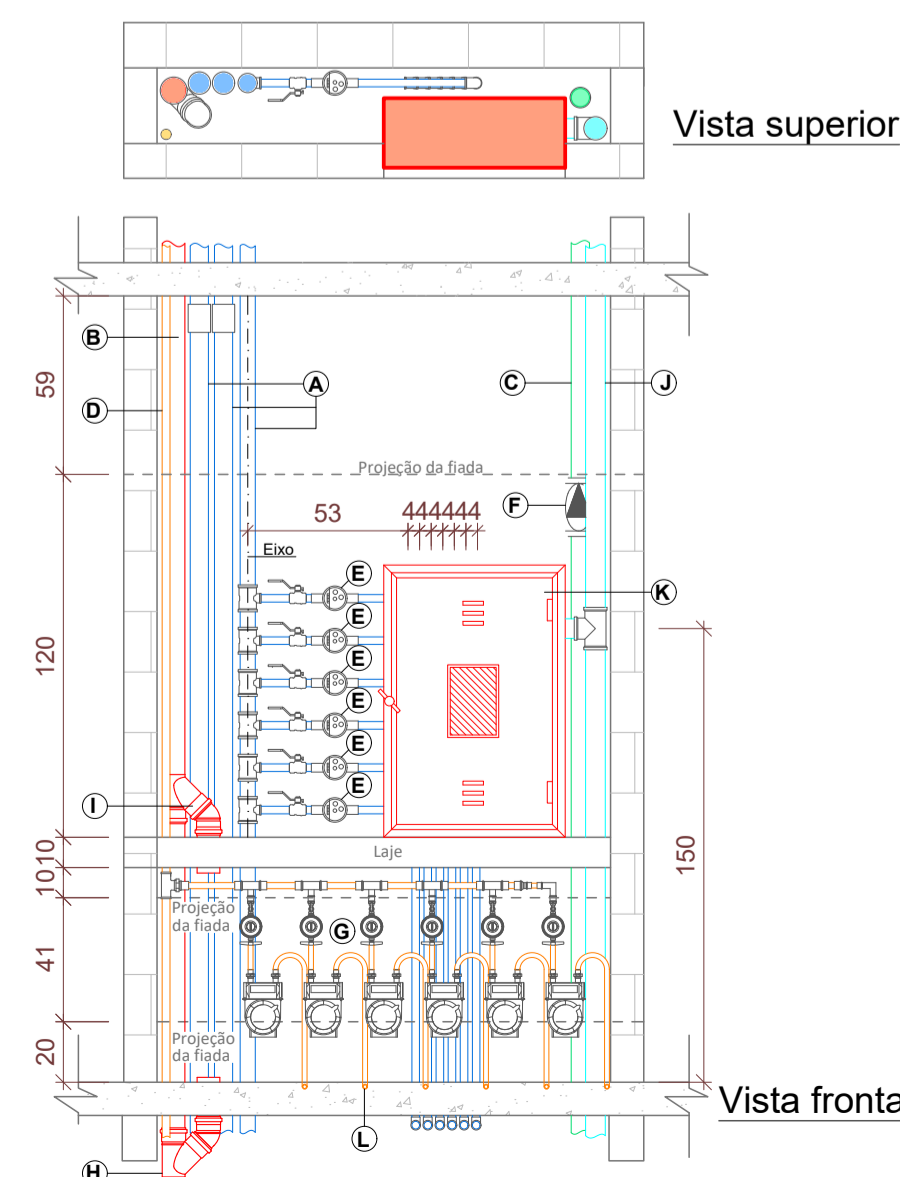 Vista superior
B
A
D
C
J
59
Projeção da fiada
F
53
444444
Eixo
E
K
E
E
120
E
E
E
I
150
10
Laje
10
Projeção
da fiada
G
41
Projeção
da fiada
20
Vista fronta
L
H